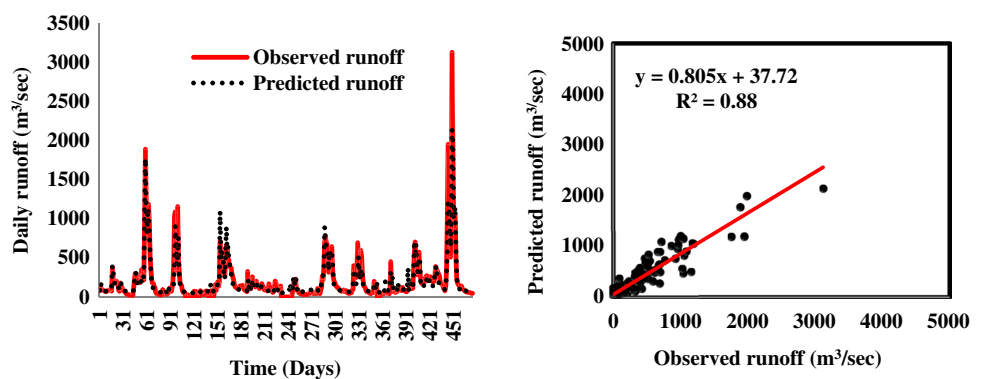 3500
3000
2500
2000
1500
1000
500
0
Daily runoff (m³/sec)
Observed runoff
Predicted runoff
1 31 61 91 121 151 181 211 241 271 301 331 361 391 421 451
Time (Days)
5000
4000
3000
2000
1000
0
Predicted runoff (m³/sec)
y = 0.805x + 37.72
R² = 0.88
0 1000 2000 3000 4000 5000
Observed runoff (m³/sec)